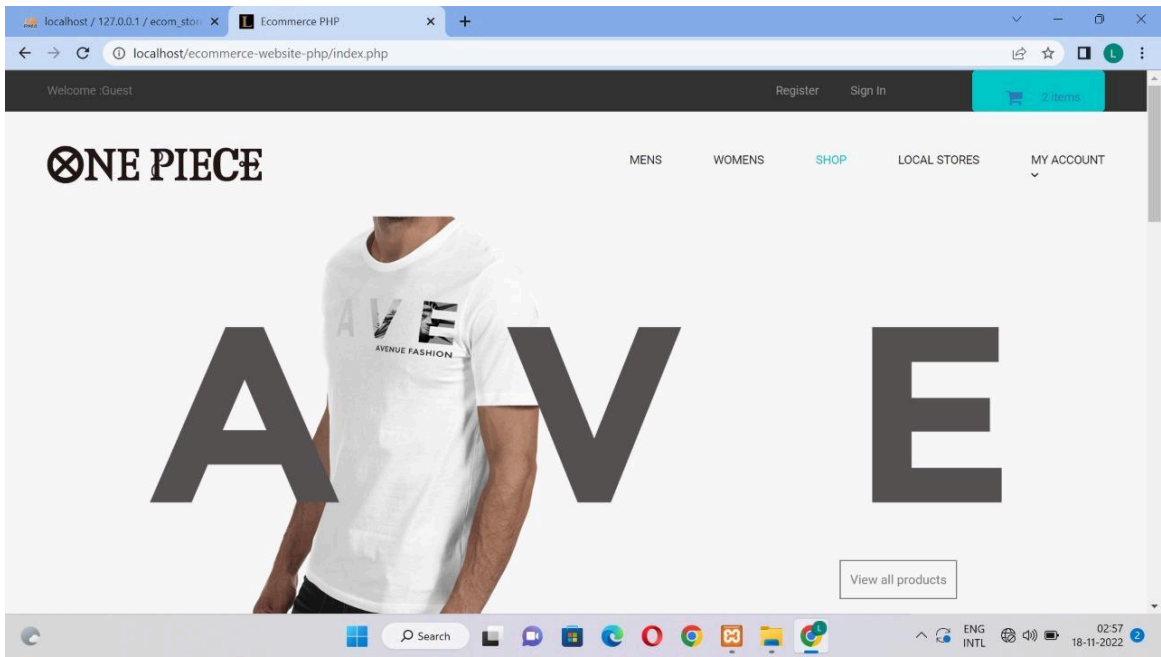 localhost / 127.0.0.1 / ecom_stor
Ecommerce PHP
localhost/ecommerce-website-php/index.php
L
Welcome :Guest
Register
Sign In
2 items
ONE PIECE
MENS
WOMENS
SHOP
LOCAL STORES
MY ACCOUNT
AVE
AVENUE FASHION
A V E
View all products
Search
ENG
INTL
02:57
18-11-2022
2